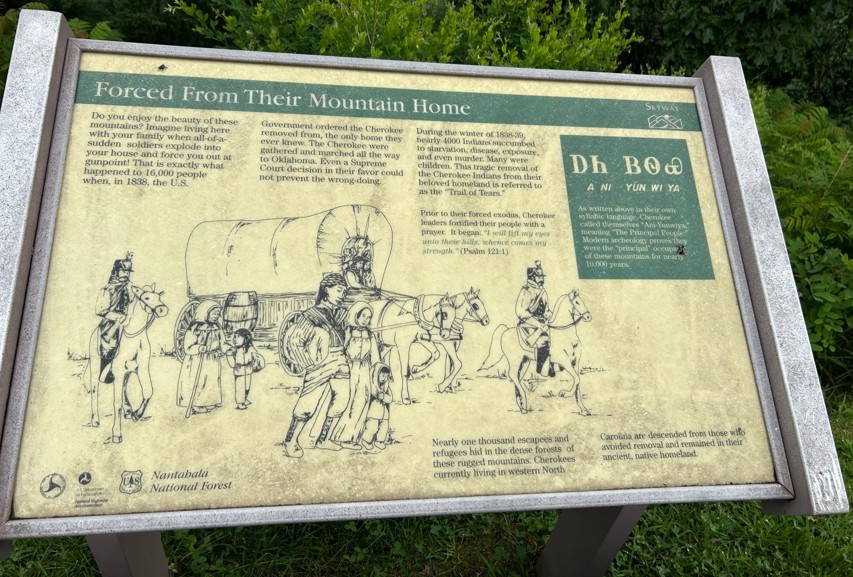 Forced From Their Mountain Home
SKYWAY
Do you enjoy the beauty of these
mountains? Imagine living here
with your family when all-of-a-
sudden soldiers explode into
your house and force you out at
gunpoint! That is exactly what
happened to 16,000 people
when, in 1838, the U.S.
Government ordered the Cherokee
removed from, the only home they
ever knew. The Cherokee were
gathered and marched all the way
to Oklahoma. Even a Supreme
Court decision in their favor could
not prevent the wrong-doing.
During the winter of 1838-39,
nearly 4000 Indians succumbed
to starvation, disease, exposure,
and even murder. Many were
children. This tragic removal of
the Cherokee Indians from their
beloved homeland is referred to
as the "Trail of Tears."
Prior to their forced exodus, Cherokee
leaders fortified their people with a
prayer. It began: "I will lift my eyes
unto these hills, whence comes my
strength." (Psalm 121:1)
ᎠᏂ ᏴᏫᏯ
A NI YUN WI YA
As written above in their own
syllabic language, Cherokee
called themselves "Ani-Yunwiya,"
meaning "The Principal People."
Modern archeology proves they
were the "principal"
of these mountains for nearly
10,000 years.
Nearly one thousand escapees and
refugees hid in the dense forests of
these rugged mountains. Cherokees
currently living in western North
Carolina are descended from those who
avoided removal and remained in their
ancient, native homeland.
UAS
Nantahala
National Forest